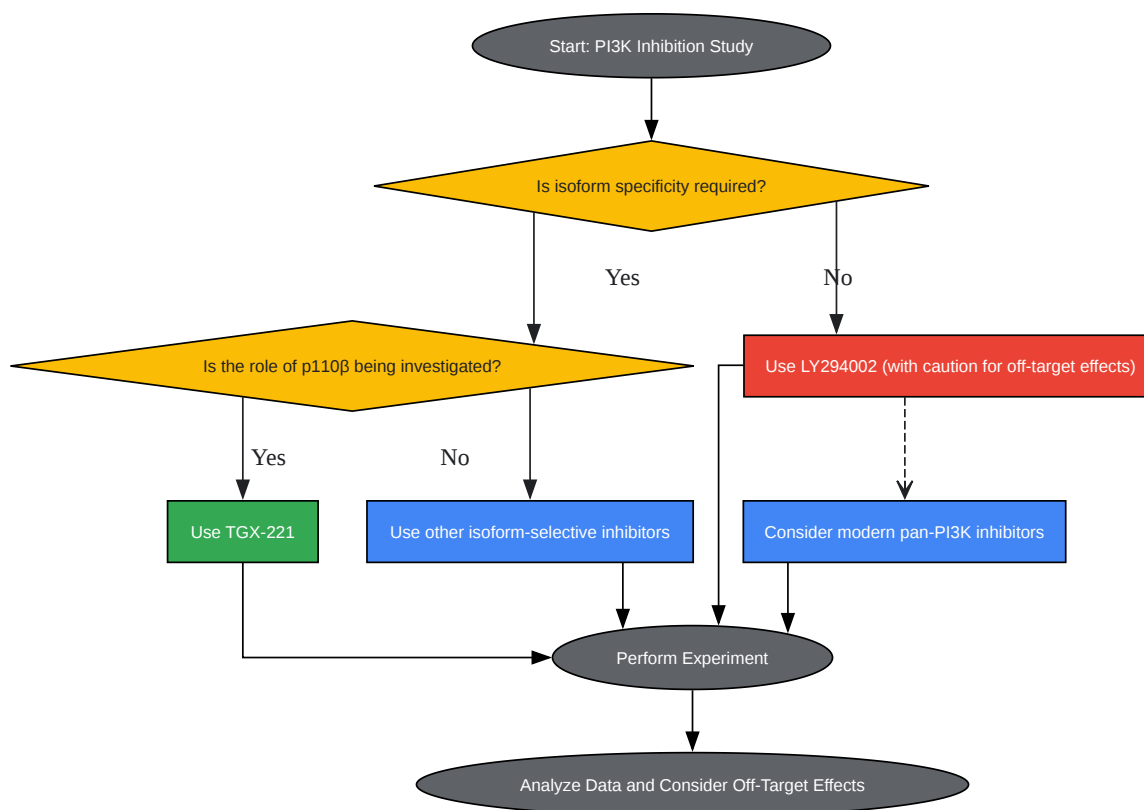 Start: PI3K Inhibition Study
Is isoform specificity required?
Yes
No
Is the role of p110β being investigated?
Use LY294002 (with caution for off-target effects)
Yes
No
Use TGX-221
Use other isoform-selective inhibitors
Consider modern pan-PI3K inhibitors
Perform Experiment
Analyze Data and Consider Off-Target Effects